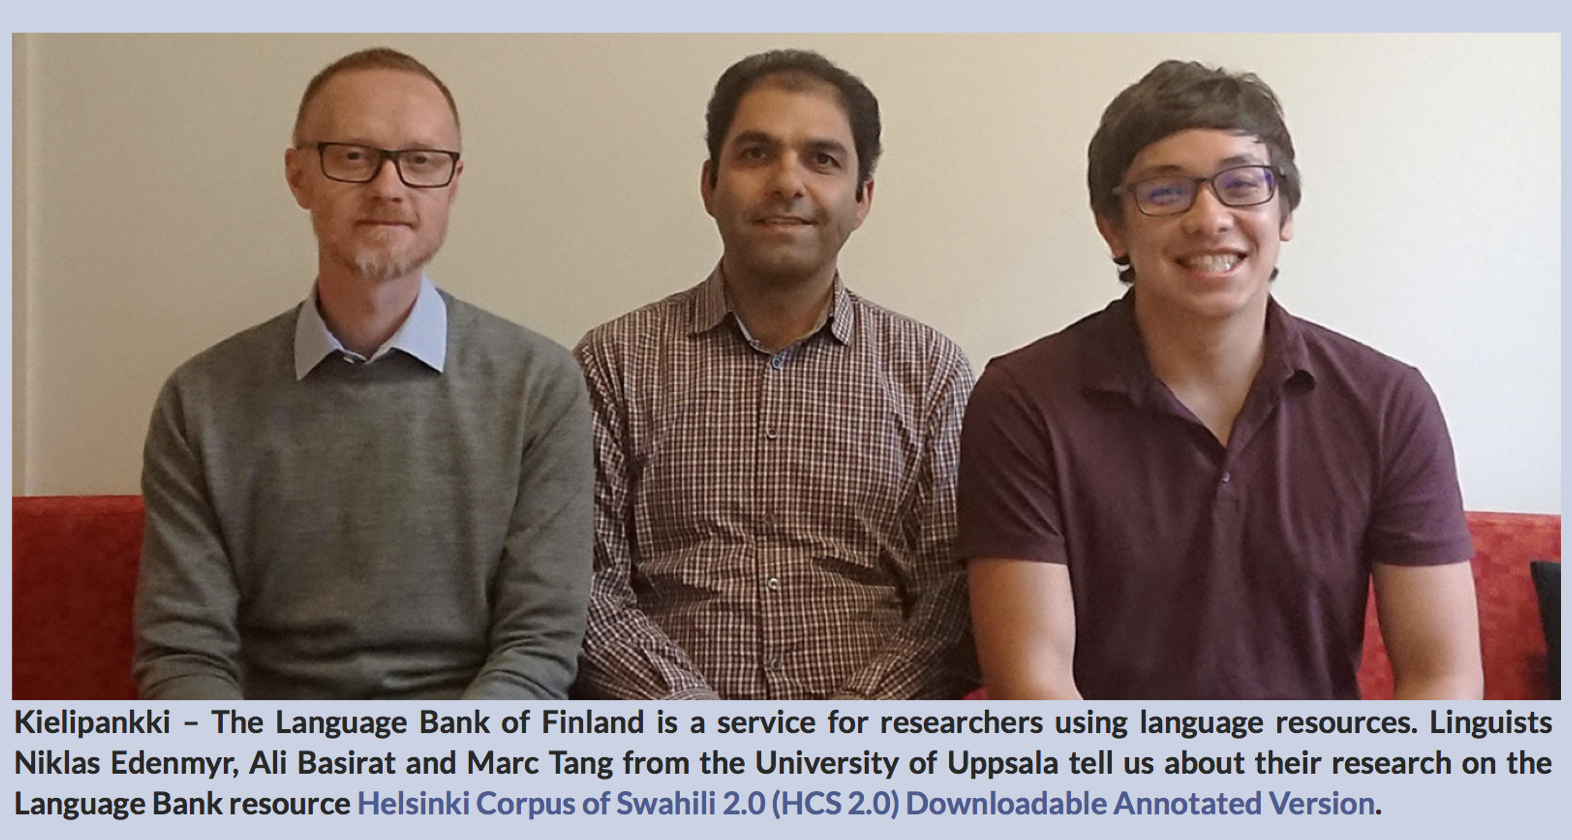 Kielipankki – The Language Bank of Finland is a service for researchers using language resources. Linguists
Niklas Edenmyr, Ali Basirat and Marc Tang from the University of Uppsala tell us about their research on the
Language Bank resource Helsinki Corpus of Swahili 2.0 (HCS 2.0) Downloadable Annotated Version.